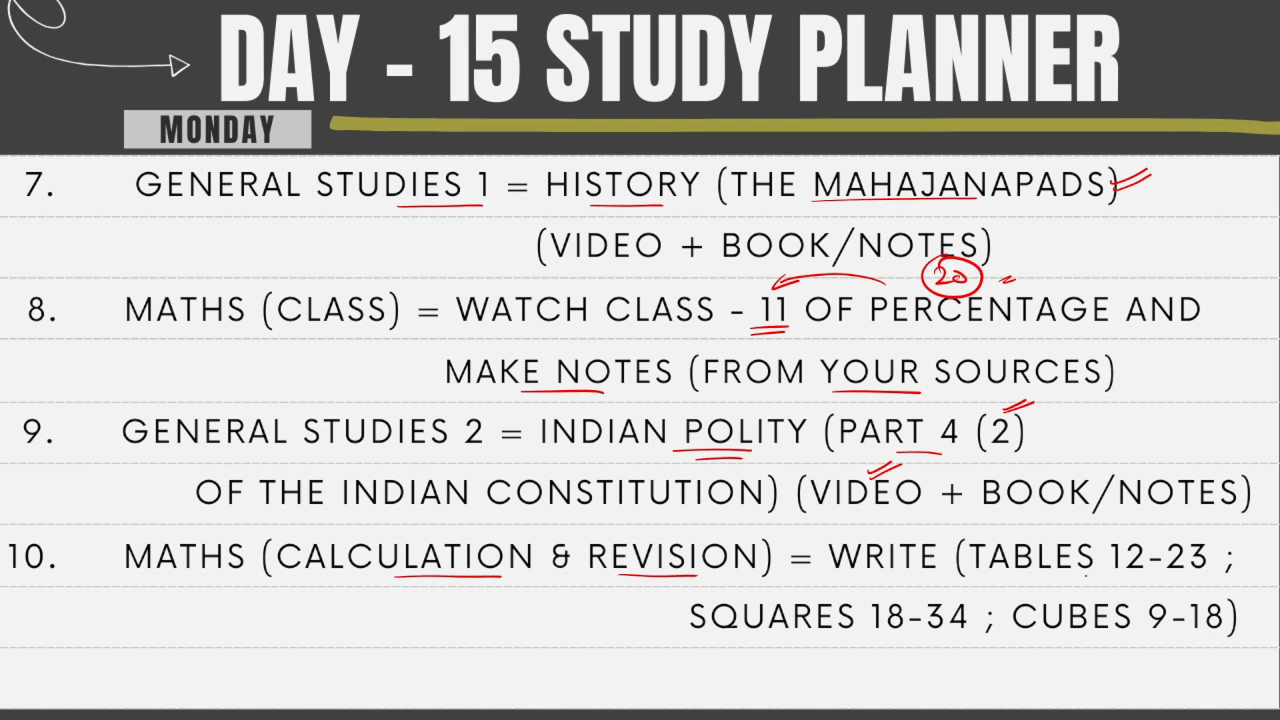 DAY - 15 STUDY PLANNER
MONDAY
7. GENERAL STUDIES 1 = HISTORY (THE MAHAJANAPADS)
(VIDEO + BOOK/NOTES)
20
8. MATHS (CLASS) = WATCH CLASS - 11 OF PERCENTAGE AND
MAKE NOTES (FROM YOUR SOURCES)
9. GENERAL STUDIES 2 = INDIAN POLITY (PART 4 (2)
OF THE INDIAN CONSTITUTION) (VIDEO + BOOK/NOTES)
10. MATHS (CALCULATION & REVISION) = WRITE (TABLES 12-23 ;
SQUARES 18-34 ; CUBES 9-18)